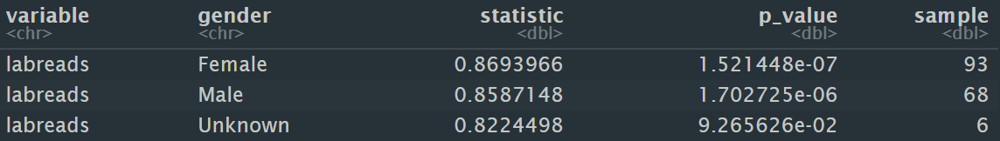 variable gender statistic p_value sample
<chr> <chr> <dbl> <dbl> <dbl>
labreads Female 0.8693966 1.521448e-07 93
labreads Male 0.8587148 1.702725e-06 68
labreads Unknown 0.8224498 9.265626e-02 6